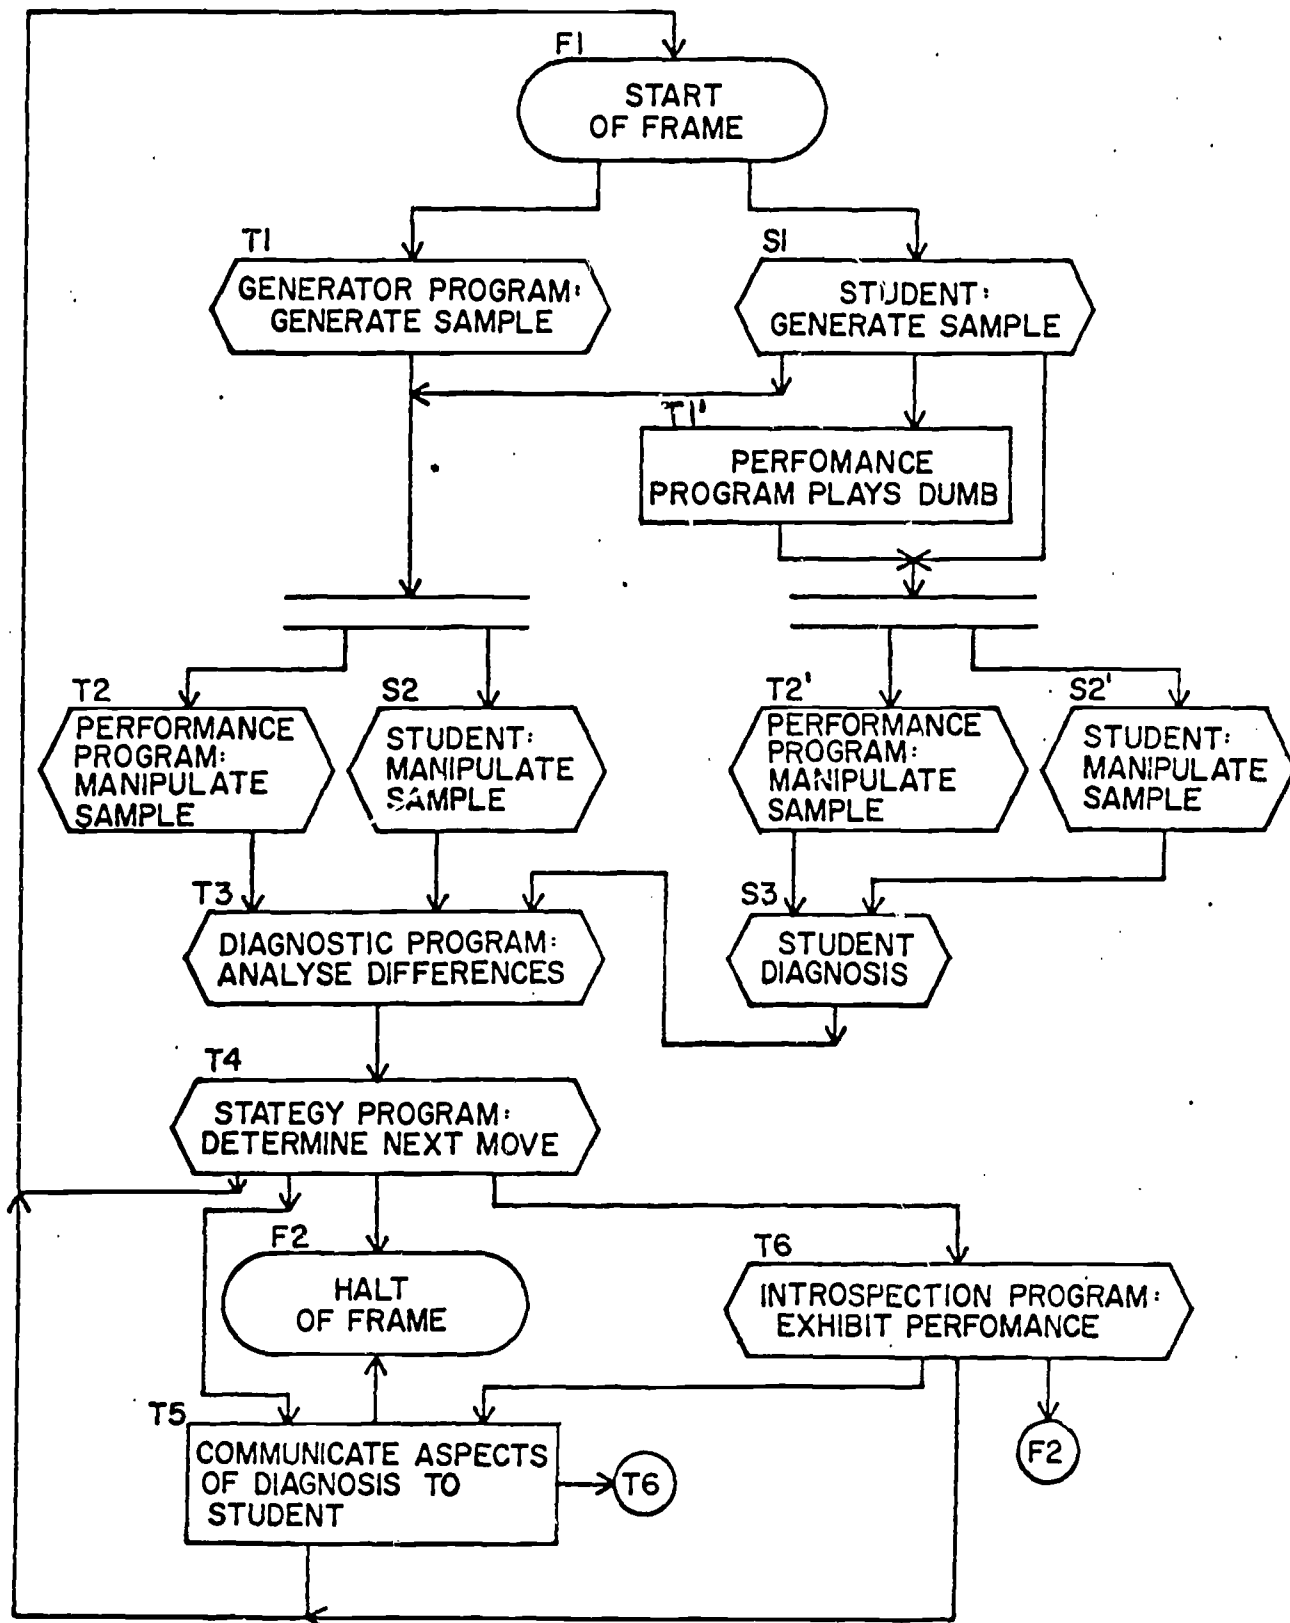 F1
START
OF FRAME
T1
GENERATOR PROGRAM:
GENERATE SAMPLE
S1
STUDENT:
GENERATE SAMPLE
T1'
PERFOMANCE
PROGRAM PLAYS DUMB
T2
PERFORMANCE
PROGRAM:
MANIPULATE
SAMPLE
S2
STUDENT:
MANIPULATE
SAMPLE
T2'
PERFORMANCE
PROGRAM:
MANIPULATE
SAMPLE
S2'
STUDENT:
MANIPULATE
SAMPLE
T3
DIAGNOSTIC PROGRAM:
ANALYSE DIFFERENCES
S3
STUDENT
DIAGNOSIS
T4
STATEGY PROGRAM:
DETERMINE NEXT MOVE
F2
HALT
OF FRAME
T6
INTROSPECTION PROGRAM:
EXHIBIT PERFOMANCE
T5
COMMUNICATE ASPECTS
OF DIAGNOSIS TO
STUDENT
T6
F2